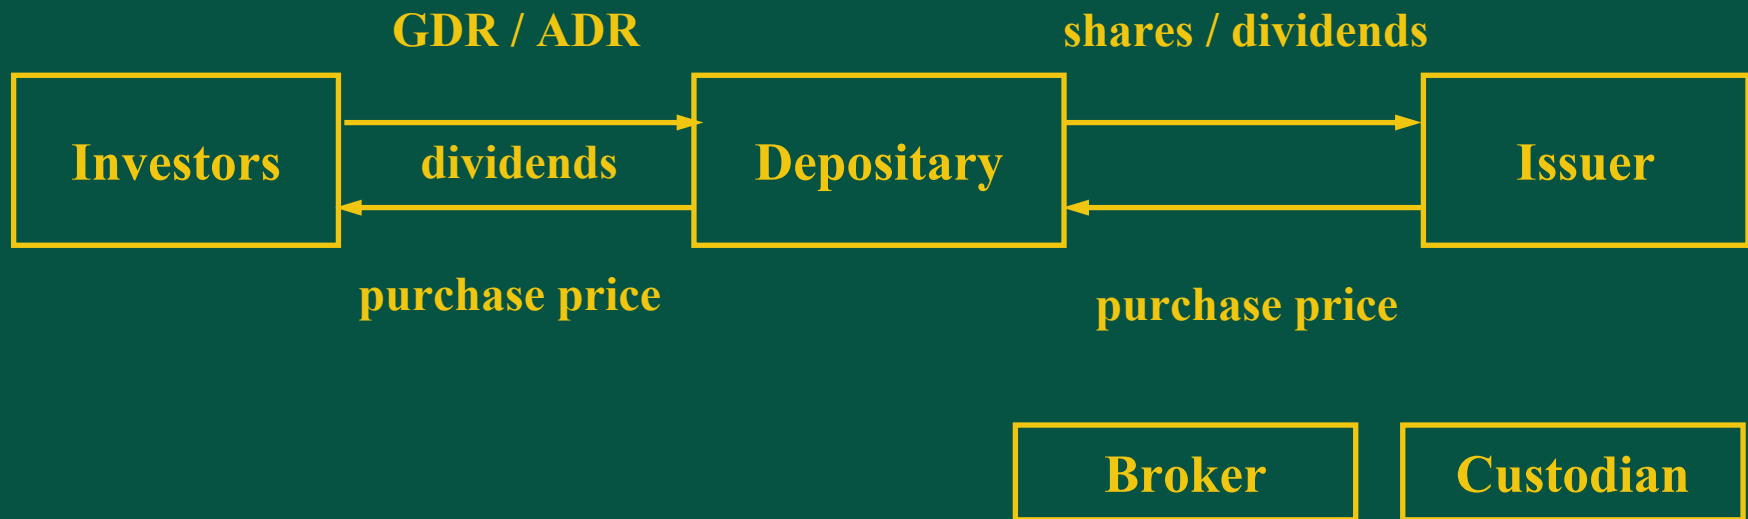 GDR / ADR
shares / dividends
Investors
dividends
Depositary
Issuer
purchase price
purchase price
Broker
Custodian